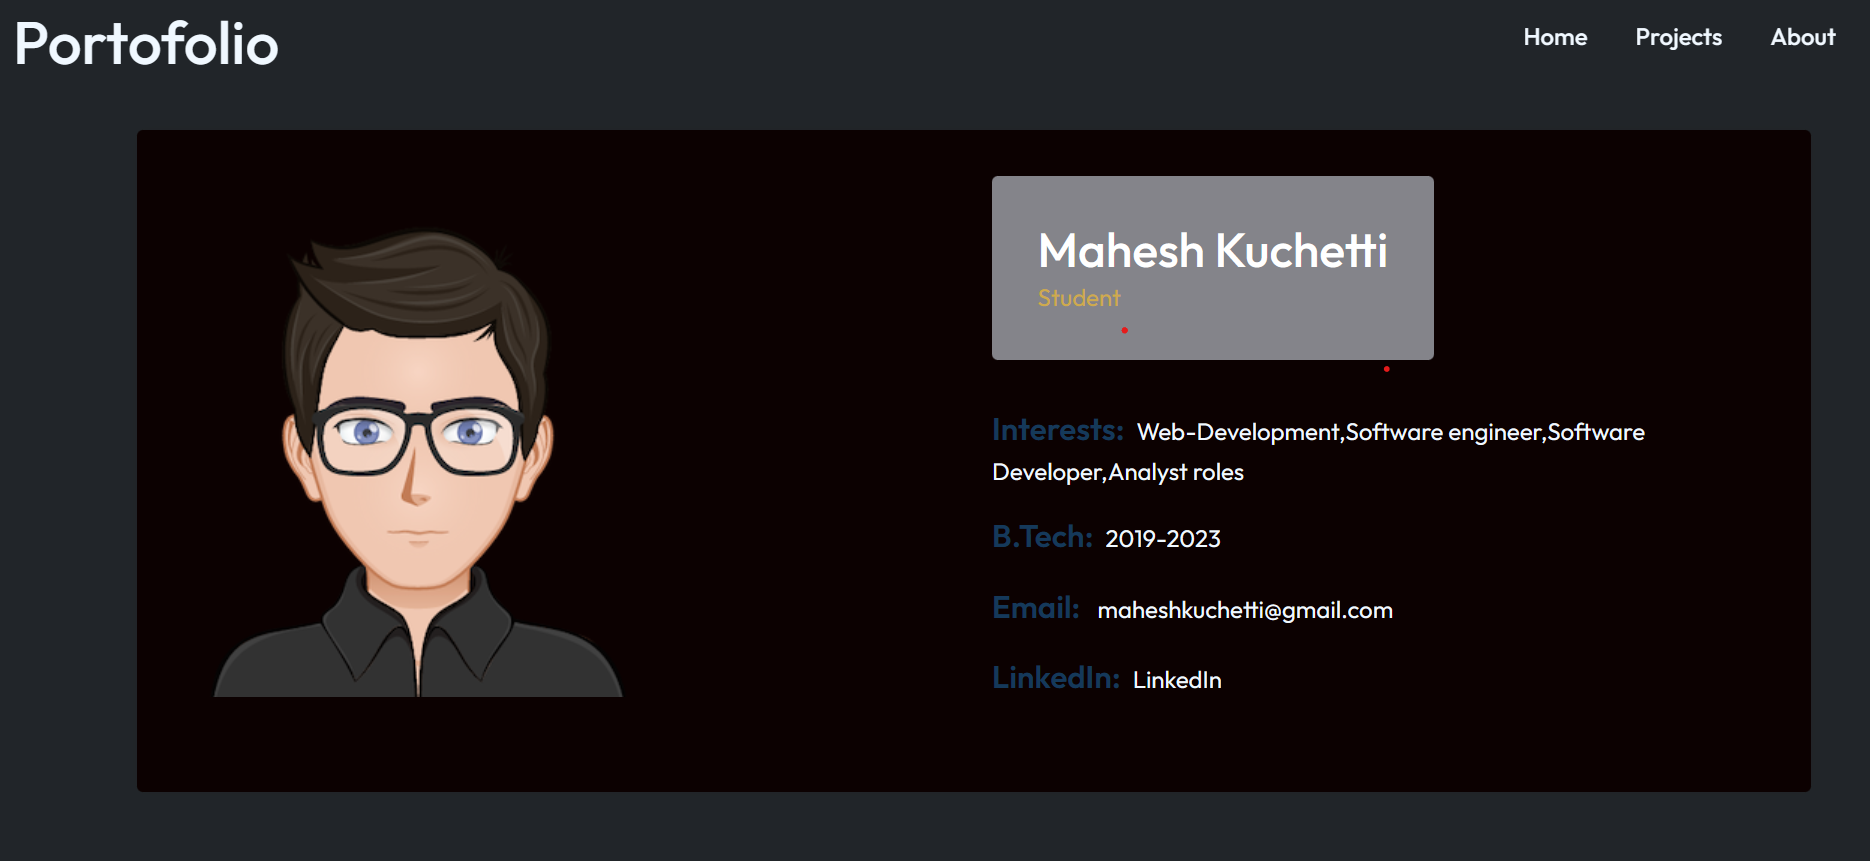 Portofolio
Home Projects About
Mahesh Kuchetti
Student
Interests: Web-Development,Software engineer,Software
Developer,Analyst roles
B.Tech: 2019-2023
Email: maheshkuchetti@gmail.com
LinkedIn: LinkedIn